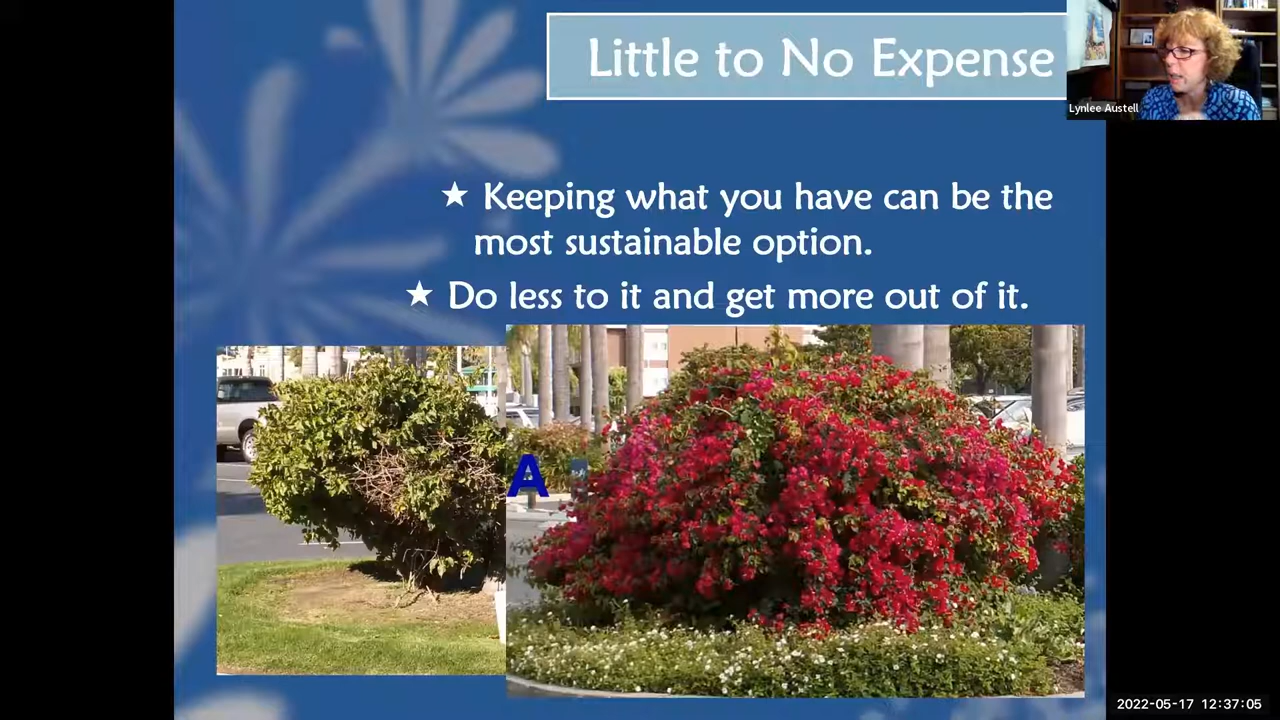 Little to No Expense
Lynlee Austell
★ Keeping what you have can be the
most sustainable option.
★ Do less to it and get more out of it.
A
2022-05-17 12:37:05